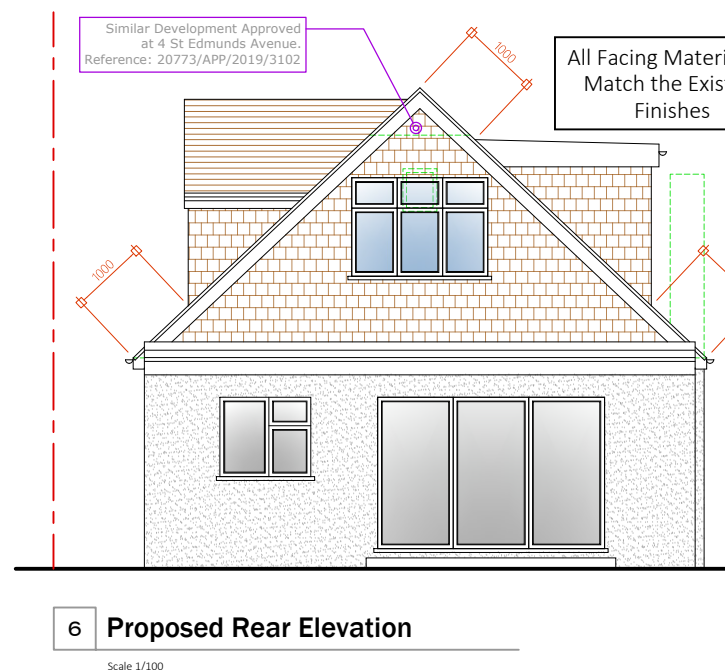 Similar Development Approved
at 4 St Edmunds Avenue.
Reference: 20773/APP/2019/3102
1000
All Facing Materi
Match the Exis
Finishes
1000
6 Proposed Rear Elevation
Scale 1/100